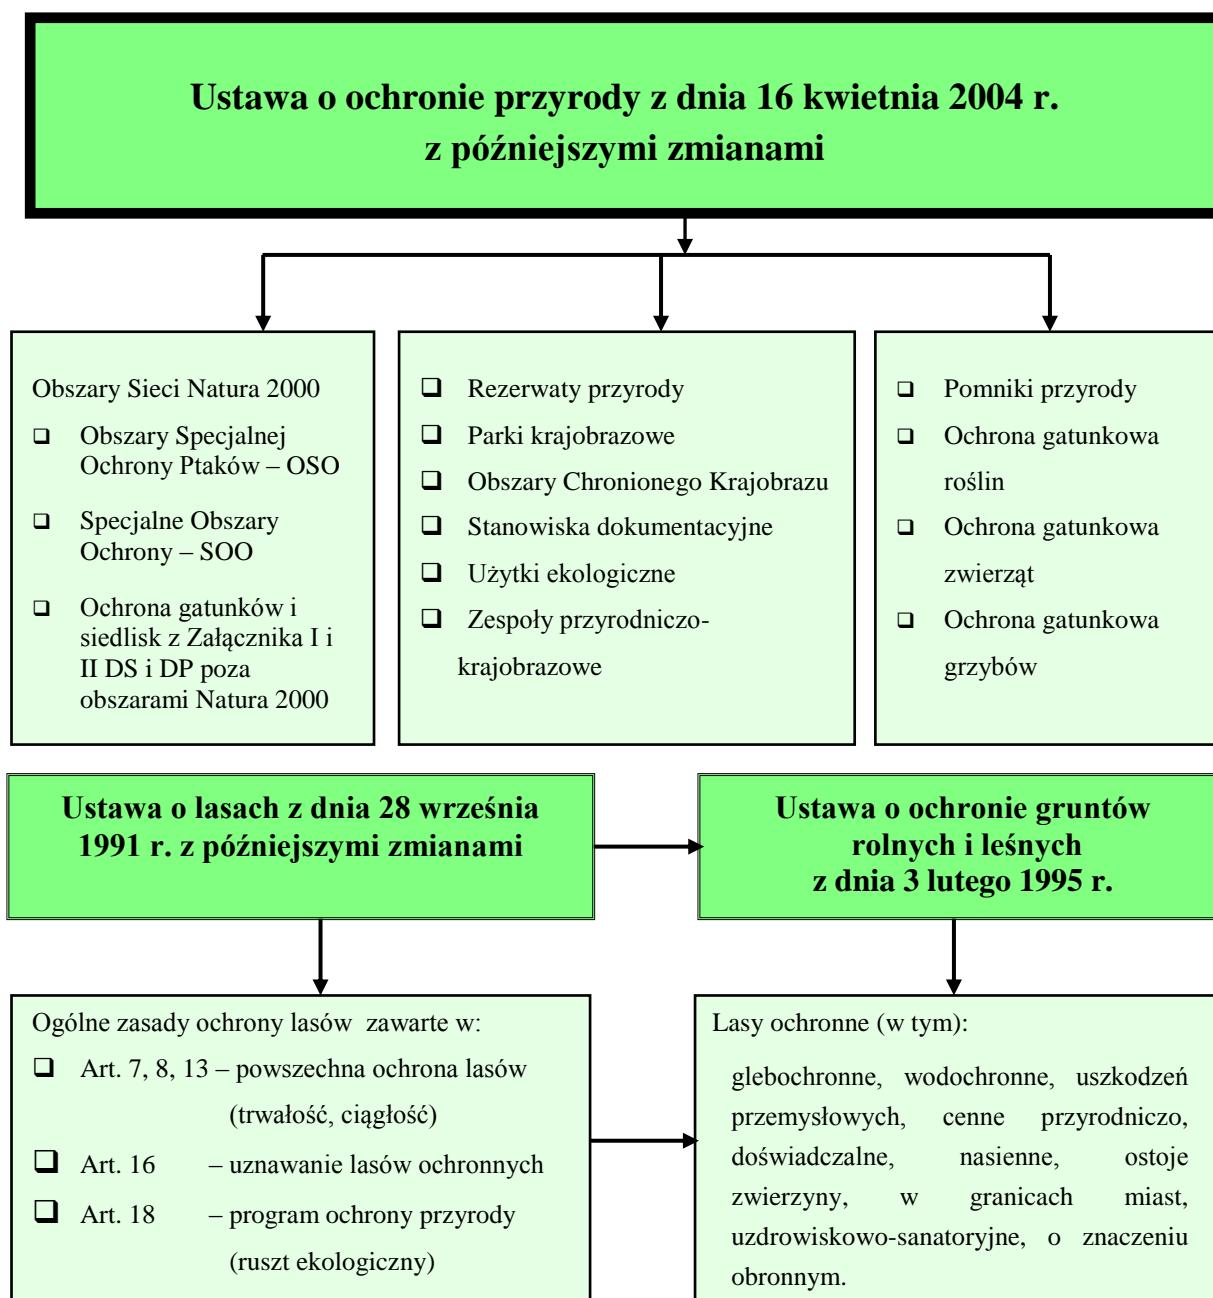 Ustawa o ochronie przyrody z dnia 16 kwietnia 2004 r.
z późniejszymi zmianami
Obszary Sieci Natura 2000
❑ Obszary Specjalnej
Ochrony Ptaków – OSO
❑ Specjalne Obszary
Ochrony – SOO
❑ Ochrona gatunków i
siedlisk z Załącznika I i
II DS i DP poza
obszarami Natura 2000
❑ Rezerwaty przyrody
❑ Parki krajobrazowe
❑ Obszary Chronionego Krajobrazu
❑ Stanowiska dokumentacyjne
❑ Użytki ekologiczne
❑ Zespoły przyrodniczo-
krajobrazowe
❑ Pomniki przyrody
❑ Ochrona gatunkowa
roślin
❑ Ochrona gatunkowa
zwierząt
❑ Ochrona gatunkowa
grzybów
Ustawa o lasach z dnia 28 września
1991 r. z późniejszymi zmianami
Ustawa o ochronie gruntów
rolnych i leśnych
z dnia 3 lutego 1995 r.
Ogólne zasady ochrony lasów zawarte w:
❑ Art. 7, 8, 13 – powszechna ochrona lasów
(trwałość, ciągłość)
❑ Art. 16 – uznawanie lasów ochronnych
❑ Art. 18 – program ochrony przyrody
(ruszt ekologiczny)
Lasy ochronne (w tym):
glebochronne, wodochronne, uszkodzeń
przemysłowych, cenne przyrodniczo,
doświadczalne, nasienne, ostoje
zwierzyny, w granicach miast,
uzdrowiskowo-sanatoryjne, o znaczeniu
obronnym.